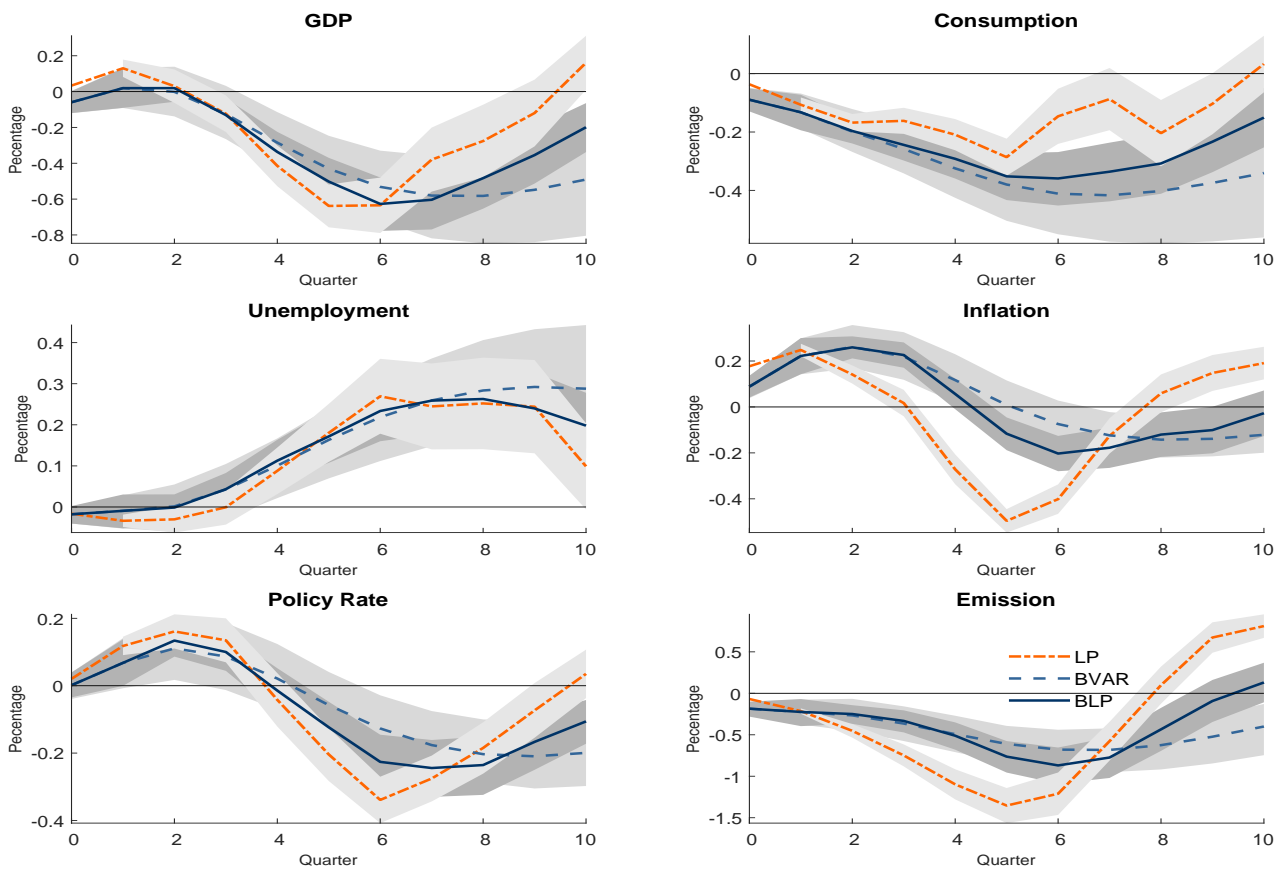 GDP
0.2
0
-0.2
-0.4
-0.6
-0.8
Pecentage
0 2 4 6 8 10
Quarter
Consumption
0
-0.2
-0.4
Pecentage
0 2 4 6 8 10
Quarter
Unemployment
0.4
0.3
0.2
0.1
0
Pecentage
0 2 4 6 8 10
Quarter
Inflation
0.2
0
-0.2
-0.4
Pecentage
0 2 4 6 8 10
Quarter
Policy Rate
0.2
0
-0.2
-0.4
Pecentage
0 2 4 6 8 10
Quarter
Emission
0.5
0
-0.5
-1
-1.5
Pecentage
LP
BVAR
BLP
0 2 4 6 8 10
Quarter